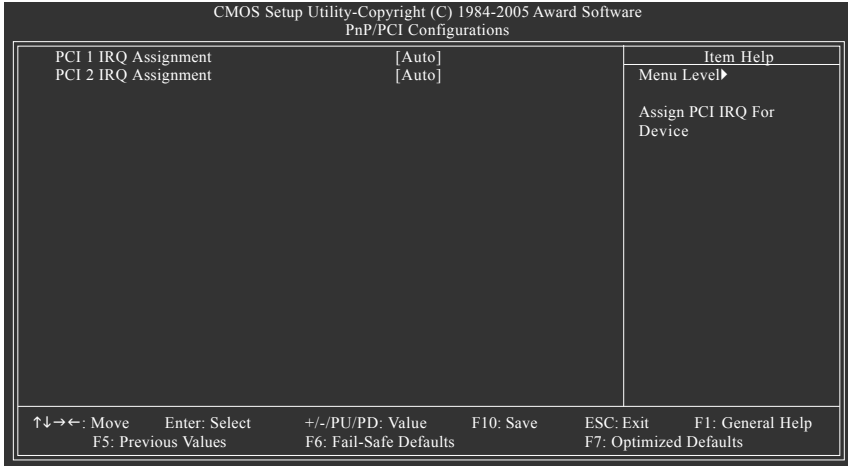 CMOS Setup Utility-Copyright (C) 1984-2005 Award Software
PnP/PCI Configurations
PCI 1 IRQ Assignment [Auto]
PCI 2 IRQ Assignment [Auto]
Item Help
Menu Level▶
Assign PCI IRQ For
Device
↑↓→←: Move Enter: Select +/-/PU/PD: Value F10: Save ESC: Exit F1: General Help
F5: Previous Values F6: Fail-Safe Defaults F7: Optimized Defaults